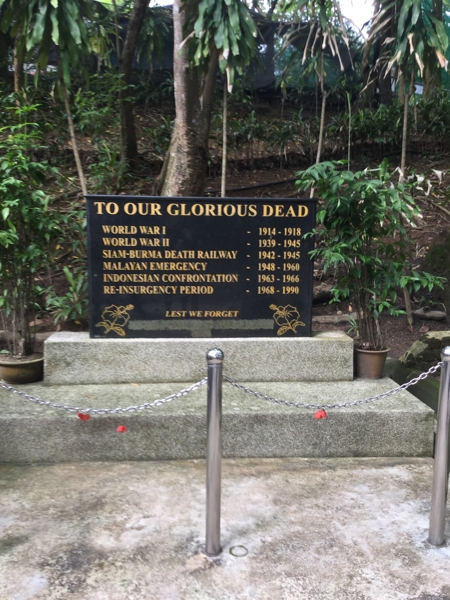 TO OUR GLORIOUS DEAD
WORLD WAR I - 1914 - 1918
WORLD WAR II - 1939 - 1945
SIAM-BURMA DEATH RAILWAY - 1942 - 1945
MALAYAN EMERGENCY - 1948 - 1960
INDONESIAN CONFRONTATION - 1963 - 1966
RE-INSURGENCY PERIOD - 1968 - 1990
LEST WE FORGET